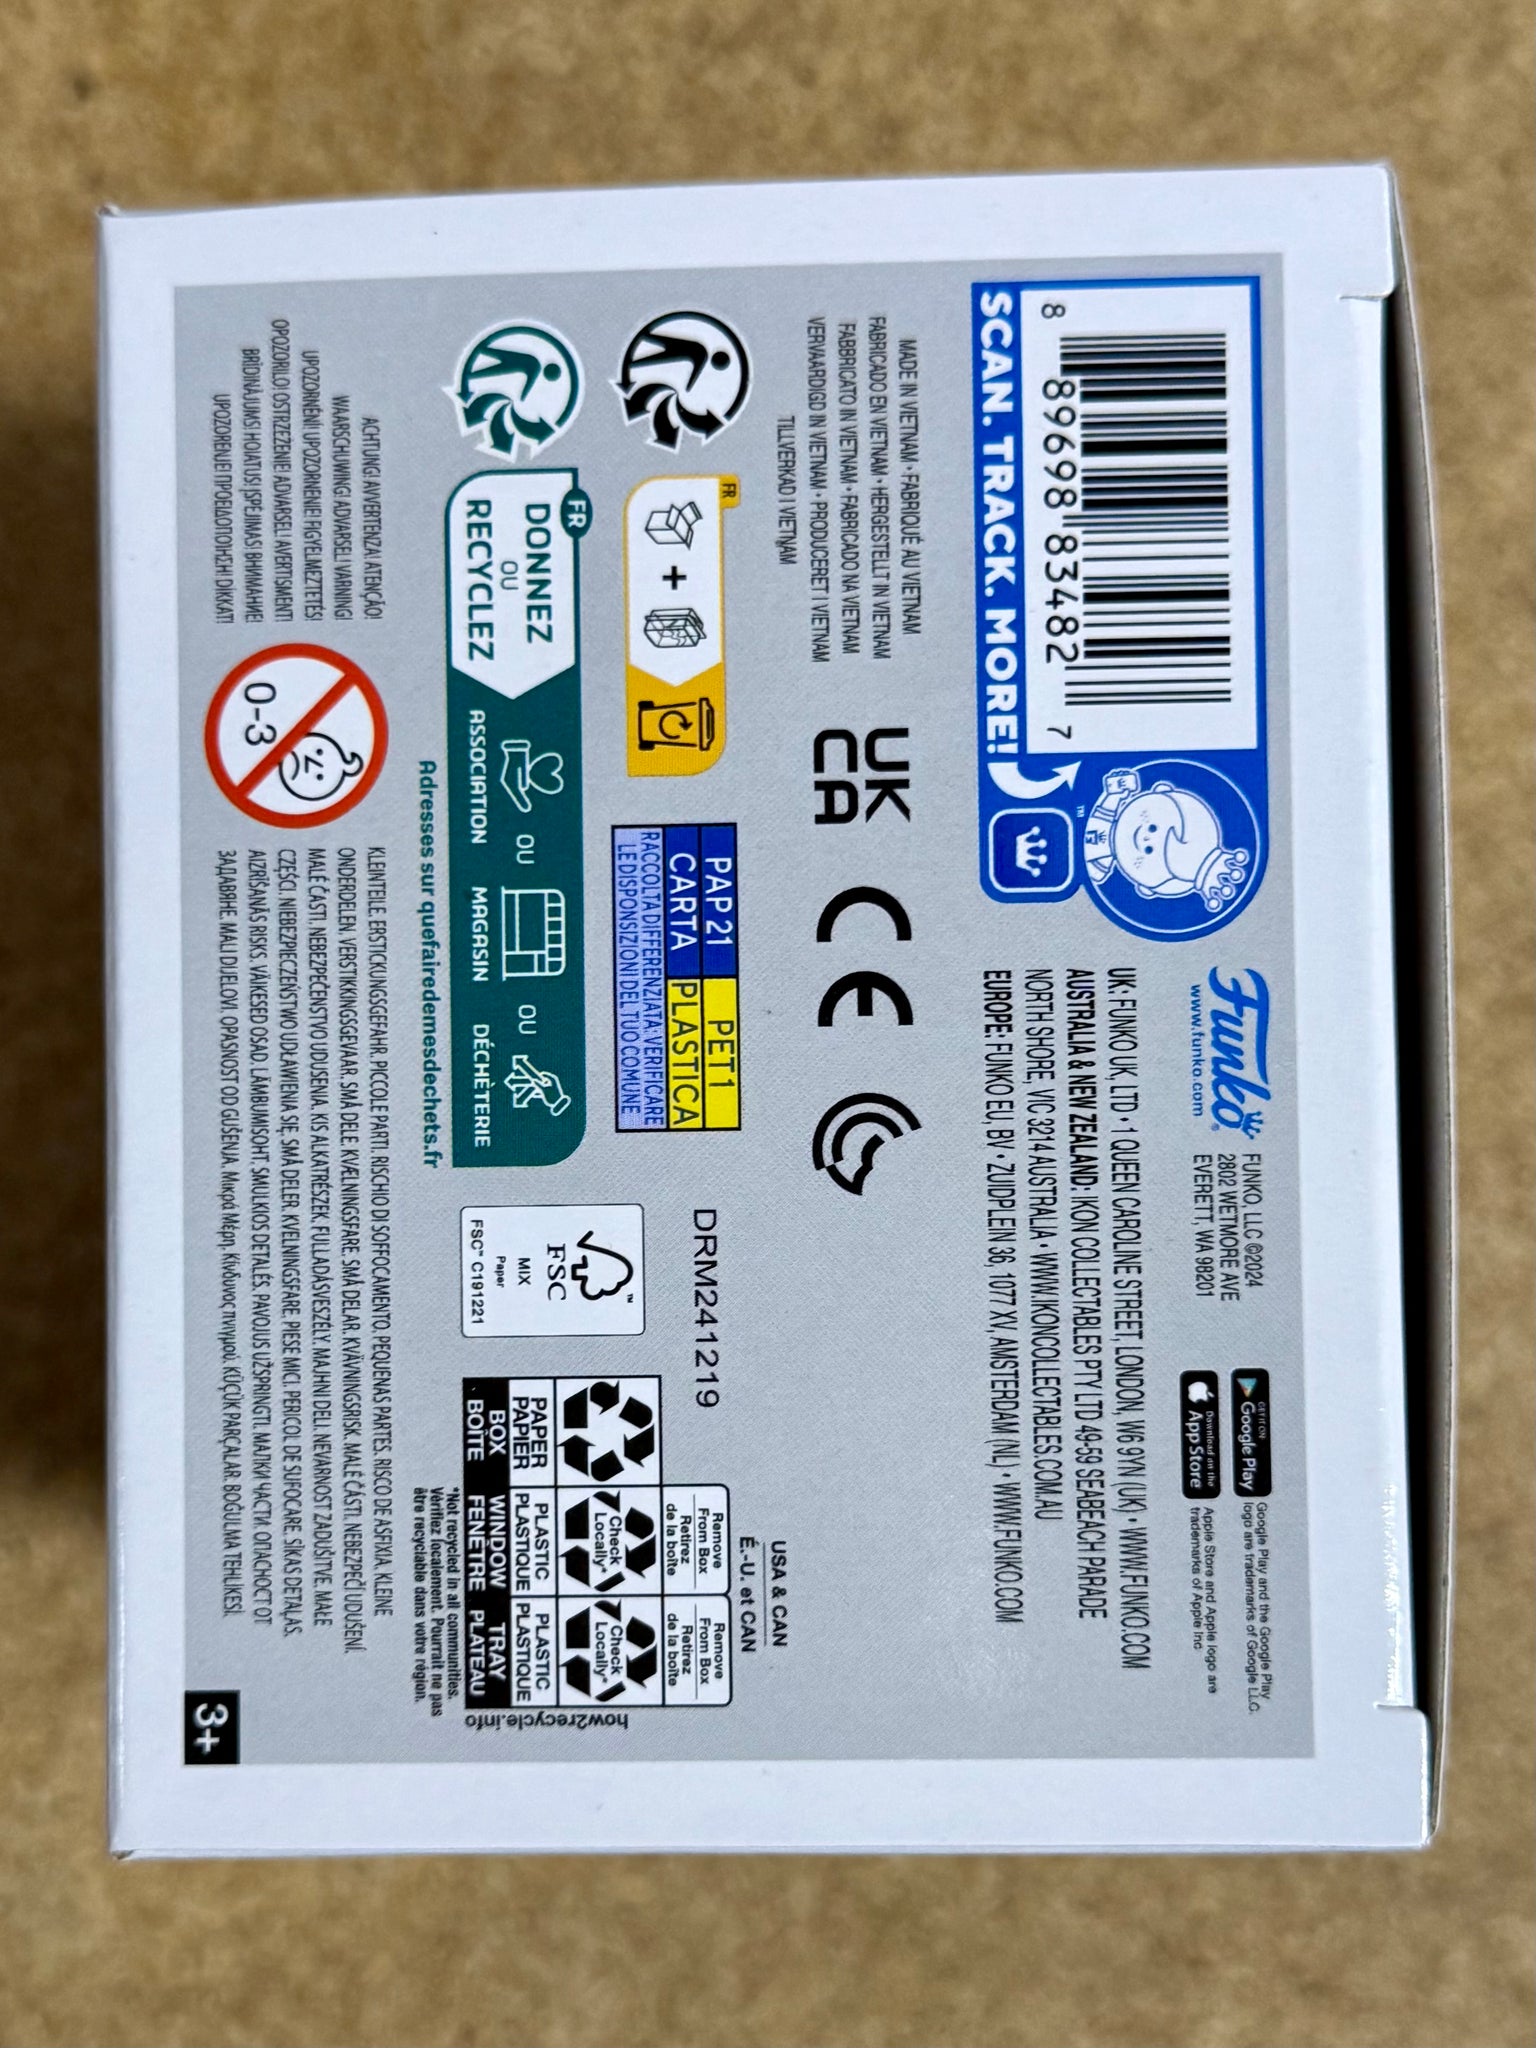 8 89698 83482 7
SCAN. TRACK. MORE!
™
Funko®
www.funko.com
FUNKO, LLC ©2024
2802 WETMORE AVE
EVERETT, WA 98201
GET IT ON
Google Play
Google Play and the Google Play
logo are trademarks of Google LLC.
Download on the
App Store
Apple Store and Apple logo are
trademarks of Apple Inc.
UK • FUNKO UK, LTD • 1 QUEEN CAROLINE STREET, LONDON, W6 9YN (UK) • WWW.FUNKO.COM
AUSTRALIA & NEW ZEALAND: IKON COLLECTABLES PTY LTD 49-59 SEABEACH PARADE
NORTH SHORE, VIC 3214 AUSTRALIA • WWW.IKONCOLLECTABLES.COM.AU
EUROPE: FUNKO EU, BV • ZUIDPLEIN 36, 1077 XV, AMSTERDAM (NL) • WWW.FUNKO.COM
MADE IN VIETNAM • FABRIQUÉ AU VIETNAM
FABRICADO EN VIETNAM • HERGESTELLT IN VIETNAM
FABBRICATO IN VIETNAM • FABRICADO NA VIETNAM
VERVAARDIGD IN VIETNAM • PRODUCERET I VIETNAM
TILLVERKAD I VIETNAM
UK
CA
CE
FR
+
PAP 21 PET 1
CARTA PLASTICA
RACCOLTA DIFFERENZIATA: VERIFICARE
LE DISPONSIZIONI DEL TUO COMUNE
DRM241219
FR
DONNEZ
OU
RECYCLEZ
ASSOCIATION OU MAGASIN OU DÉCHÈTERIE
Adresses sur quefairedemesdechets.fr
™
FSC
MIX
Paper
FSC™ C191221
USA & CAN
É.-U. et CAN
Remove
From Box
Retirez
de la boîte
Remove
From Box
Retirez
de la boîte
Check
Locally*
Check
Locally*
PAPER
PAPIER
PLASTIC
PLASTIQUE
PLASTIC
PLASTIQUE
BOX
BOÎTE
WINDOW
FENÊTRE
TRAY
PLATEAU
how2recycle.info
*Not recycled in all communities.
Vérifiez localement. Pourrait ne pas
être recyclable dans votre région.
ACHTUNG! AVVERTENZA! ATENÇÃO!
WAARSCHUWING! ADVARSEL! VARNING!
UPOZORNĚNÍ! UPOZORNENIE! FIGYELMEZTETÉS!
OPOZORILO! OSTRZEŻENIE! ADVARSEL! AVERTISMENT!
BRĪDINĀJUMS! HOIATUS! ĮSPĖJIMAS! ВНИМАНИЕ!
UPOZORENJE! ΠΡΟΕΙΔΟΠΟΙΗΣΗ! DIKKAT!
0-3
KLEINTEILE. ERSTICKUNGSGEFAHR. PICCOLE PARTI. RISCHIO DI SOFFOCAMENTO. PEQUENAS PARTES. RISCO DE ASFIXIA. KLEINE
ONDERDELEN. VERSTIKKINGSGEVAAR. SMÅ DELE. KVÆLNINGSFARE. SMÅ DELAR. KVÄVNINGSRISK. MALÉ ČÁSTI. NEBEZPEČÍ UDUŠENÍ.
MALÉ ČASTI. NEBEZPEČENSTVO UDUSENIA. KIS ALKATRÉSZEK. FULLADÁSVESZÉLY. MAJHNI DELI. NEVARNOST ZADUŠITVE. MAŁE
CZĘŚCI. NIEBEZPIECZEŃSTWO UDŁAWIENIA SIĘ. SMÅ DELER. KVELNINGSFARE. PIESE MICI. PERICOL DE SUFOCARE. SĪKAS DETAĻAS.
AIZRĪŠANĀS RISKS. VÄIKESED OSAD. LÄMBUMISOHT. SMULKIOS DETALĖS. PAVOJUS UŽSPRINGTI. МАЛКИ ЧАСТИ. ОПАСНОСТ ОТ
ЗАДАВЯНЕ. MALI DIJELOVI. OPASNOST OD GUŠENJA. Μικρά Μέρη. Κίνδυνος πνιγμού. KÜÇÜK PARÇALAR. BOĞULMA TEHLİKESİ.
3+